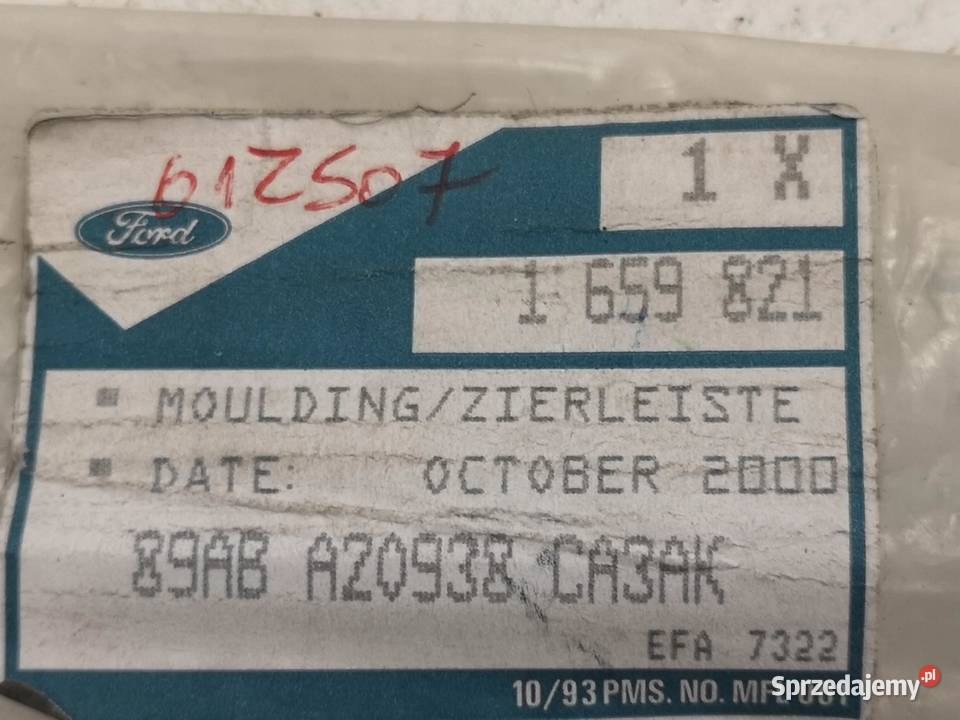 612507
Ford
1 X
1 659 821
MOULDING/ZIERLEISTE
DATE: OCTOBER 2000
89AB A20938 CA3AK
EFA 7322
10/93 PMS. NO.
Sprzedajemy.pl